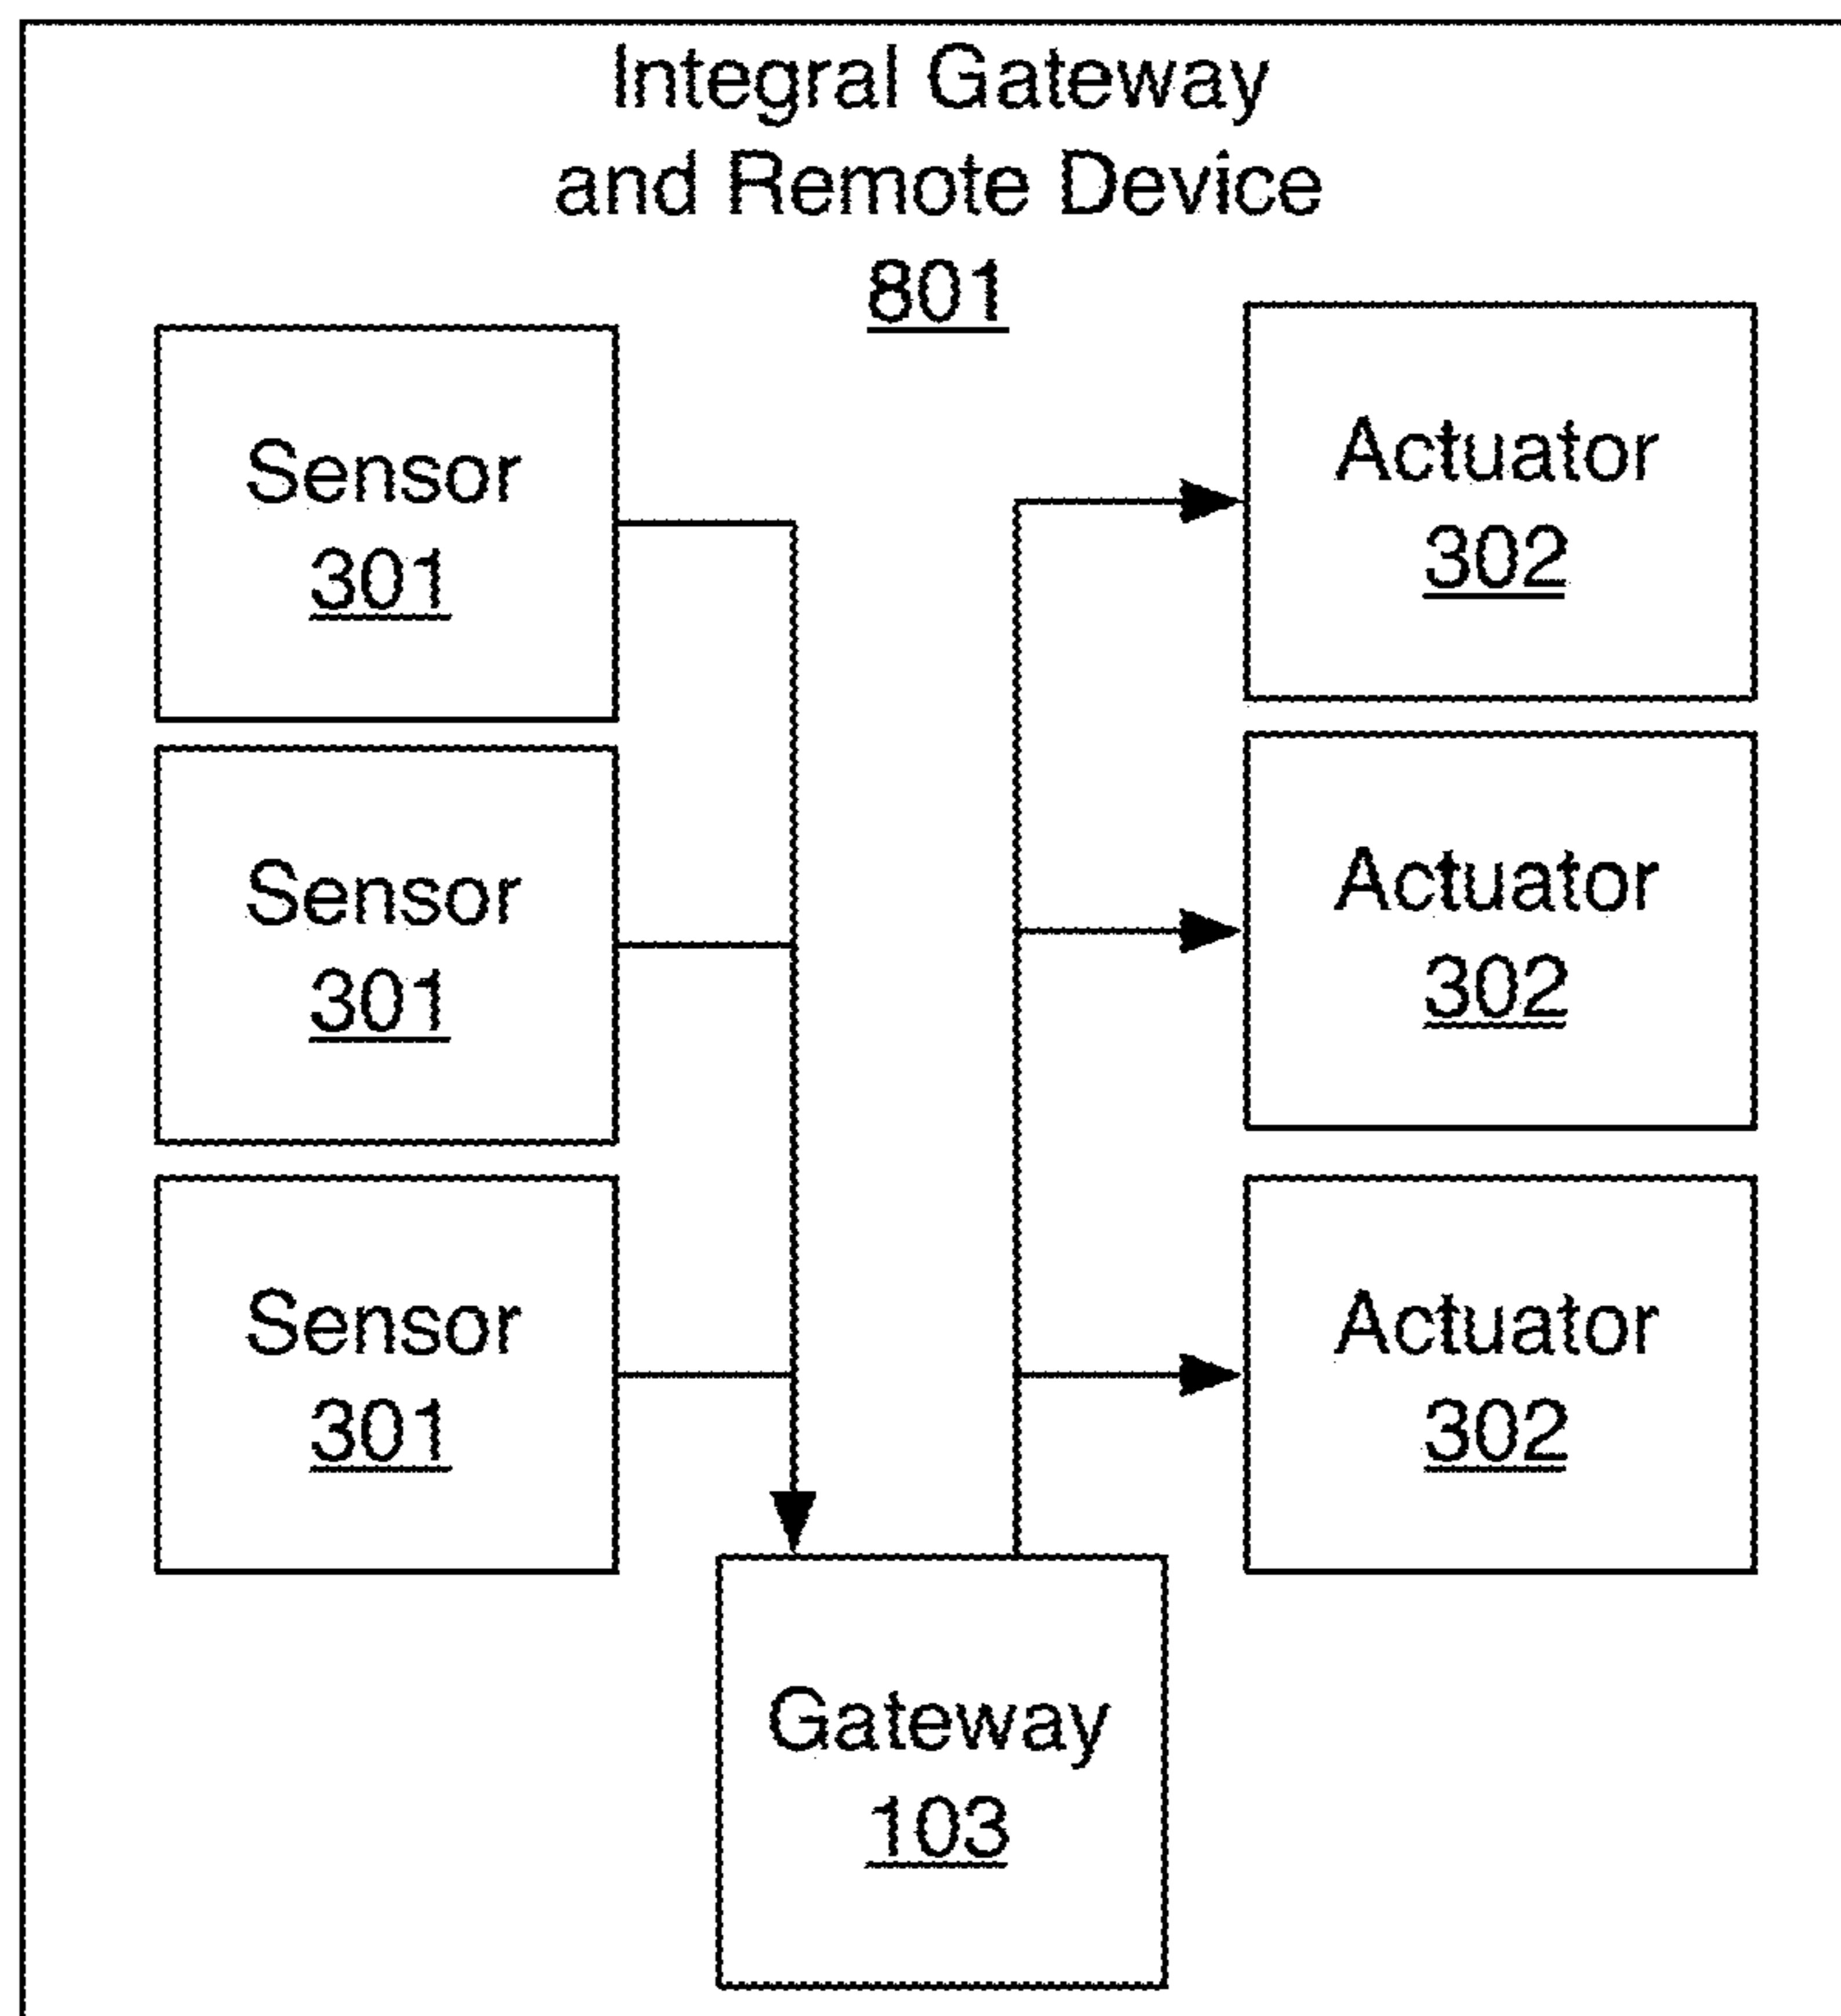 Integral Gateway
and Remote Device
801
Sensor
301
Actuator
302
Sensor
301
Actuator
302
Sensor
301
Actuator
302
Gateway
103